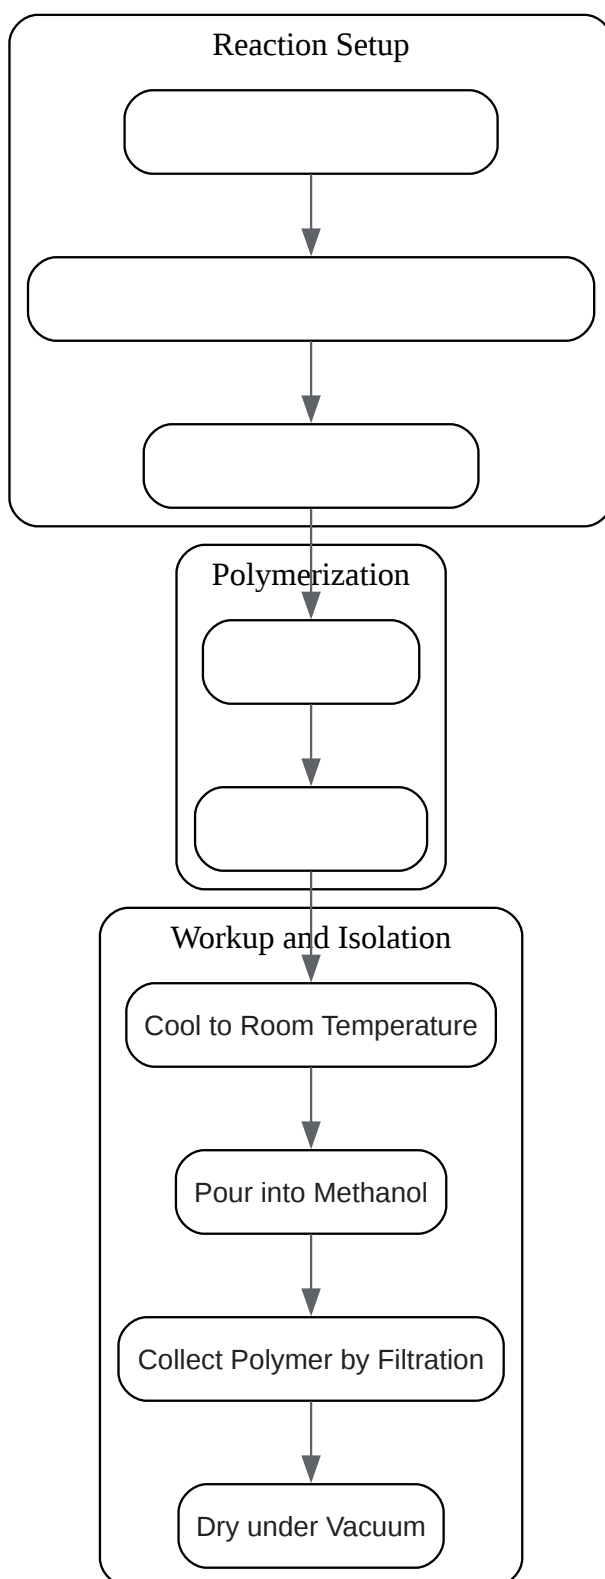 Reaction Setup
Polymerization
Workup and Isolation
Cool to Room Temperature
Pour into Methanol
Collect Polymer by Filtration
Dry under Vacuum